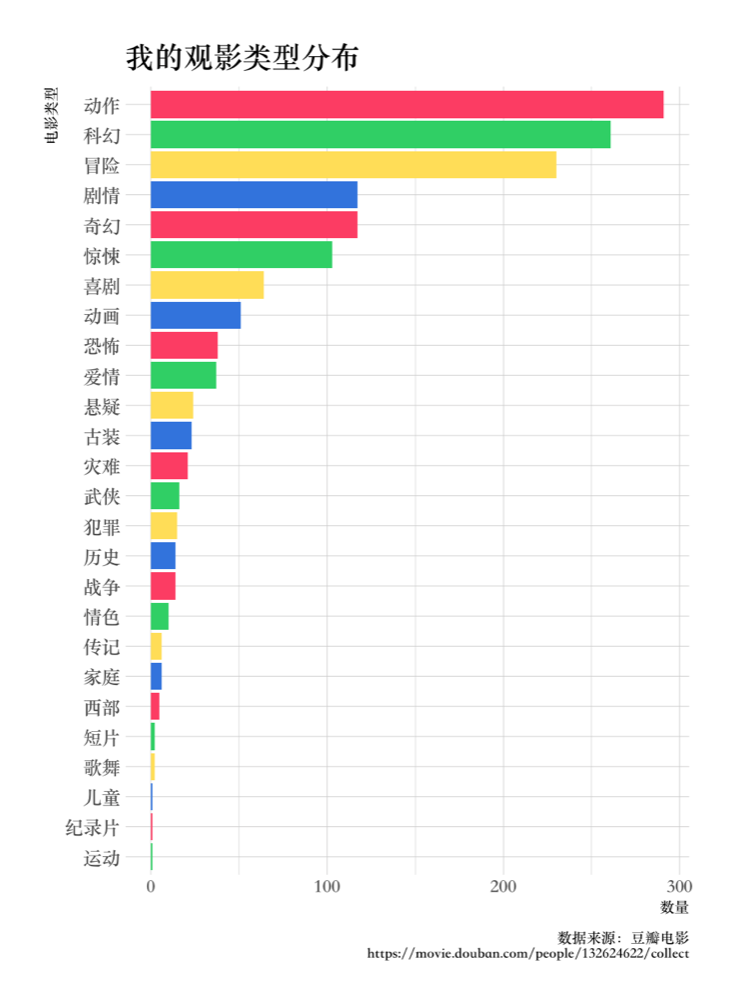 我的观影类型分布
电影类型
动作
科幻
冒险
剧情
奇幻
惊悚
喜剧
动画
恐怖
爱情
悬疑
古装
灾难
武侠
犯罪
历史
战争
情色
传记
家庭
西部
短片
歌舞
儿童
纪录片
运动
0 100 200 300
数量
数据来源：豆瓣电影
https://movie.douban.com/people/132624622/collect